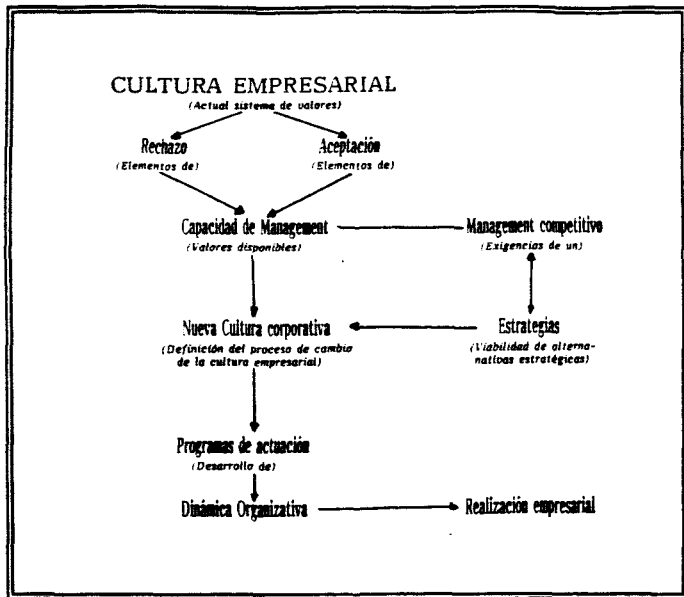 CULTURA EMPRESARIAL
(Actual sistema de valores)
Rechazo
(Elementos de)
Aceptación
(Elementos de)
Capacidad de Management
(Valores disponibles)
Management competitivo
(Exigencias de un)
Nueva Cultura corporativa
(Definición del proceso de cambio
de la cultura empresarial)
Estrategias
(Viabilidad de alterna-
nativas estratégicas)
Programas de actuación
(Desarrollo de)
Dinámica Organizativa
Realización empresarial